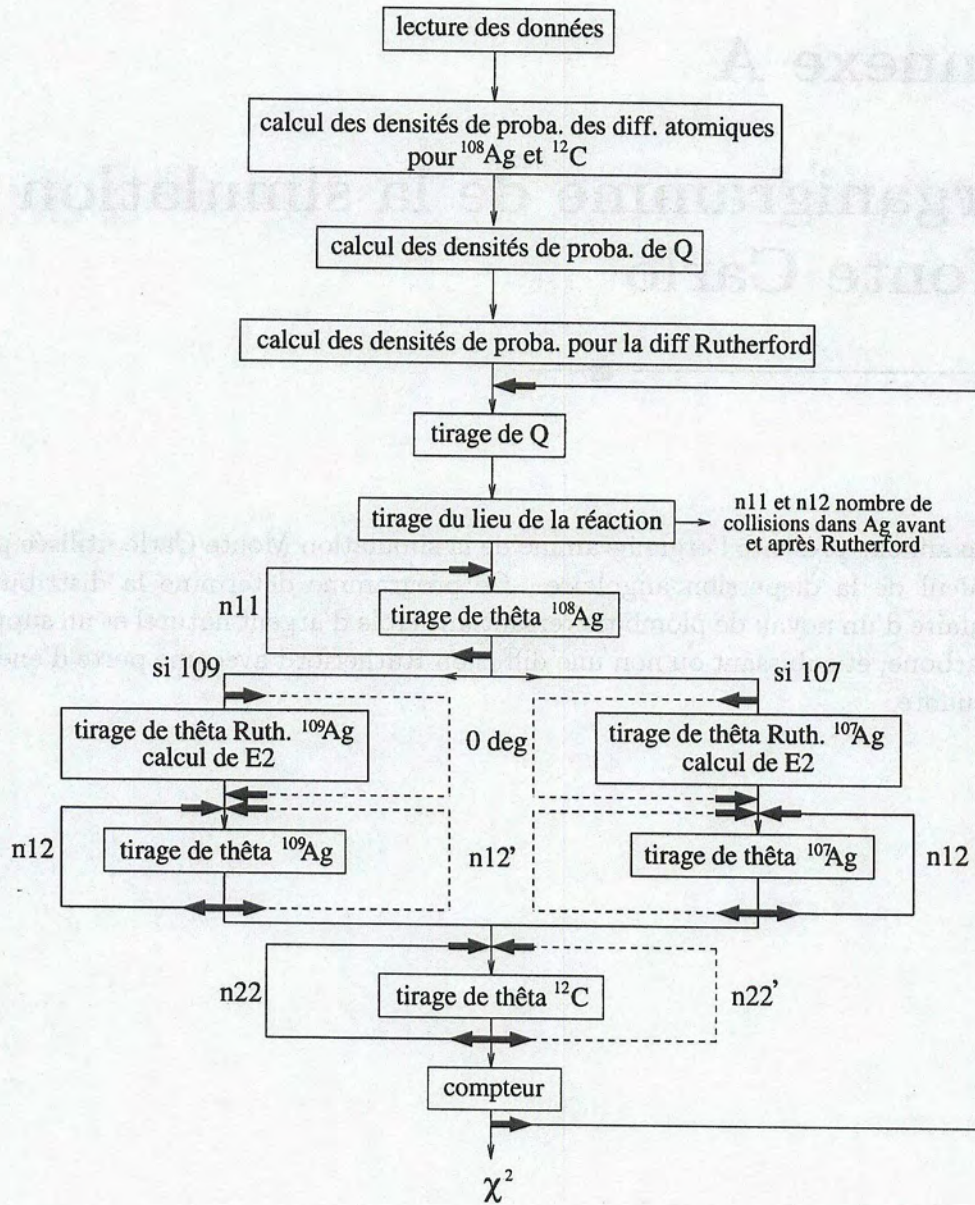 lecture des données
calcul des densités de proba. des diff. atomiques
pour ¹⁰⁸Ag et ¹²C
calcul des densités de proba. de Q
calcul des densités de proba. pour la diff Rutherford
tirage de Q
tirage du lieu de la réaction
n11 et n12 nombre de
collisions dans Ag avant
et après Rutherford
n11
tirage de thêta ¹⁰⁸Ag
si 109
si 107
tirage de thêta Ruth. ¹⁰⁹Ag
calcul de E2
0 deg
tirage de thêta Ruth. ¹⁰⁷Ag
calcul de E2
n12
tirage de thêta ¹⁰⁹Ag
n12'
tirage de thêta ¹⁰⁷Ag
n12
n22
tirage de thêta ¹²C
n22'
compteur
χ²